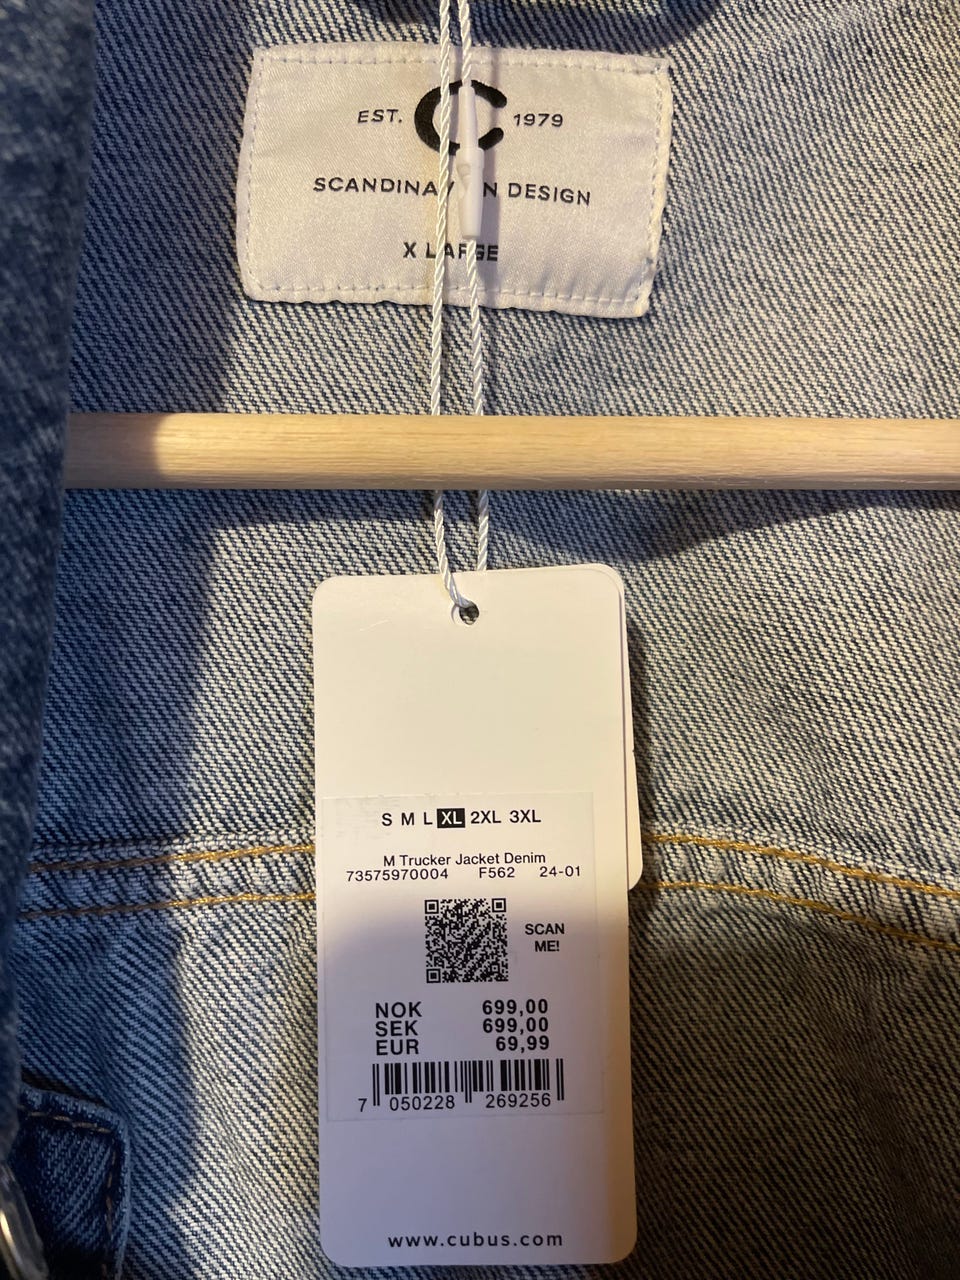 EST. C 1979
SCANDINAVIAN DESIGN
X LARGE
S M L XL 2XL 3XL
M Trucker Jacket Denim
73575970004 F562 24-01
SCAN
ME!
NOK 699,00
SEK 699,00
EUR 69,99
7 050228 269256
www.cubus.com